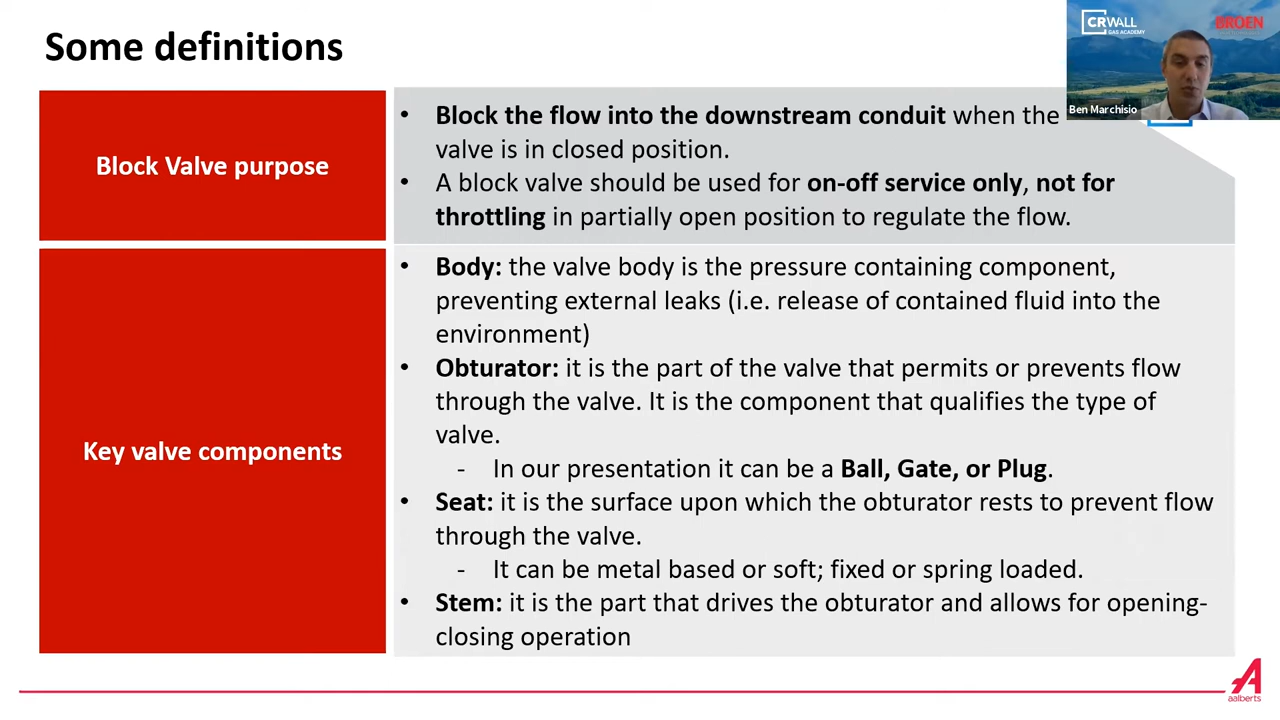 Some definitions
CRWALL
GAS ACADEMY
BROEN
Ben Marchisio
Block Valve purpose
• Block the flow into the downstream conduit when the
valve is in closed position.
• A block valve should be used for on-off service only, not for
throttling in partially open position to regulate the flow.
Key valve components
• Body: the valve body is the pressure containing component,
preventing external leaks (i.e. release of contained fluid into the
environment)
• Obturator: it is the part of the valve that permits or prevents flow
through the valve. It is the component that qualifies the type of
valve.
- In our presentation it can be a Ball, Gate, or Plug.
• Seat: it is the surface upon which the obturator rests to prevent flow
through the valve.
- It can be metal based or soft; fixed or spring loaded.
• Stem: it is the part that drives the obturator and allows for opening-
closing operation
aalberts